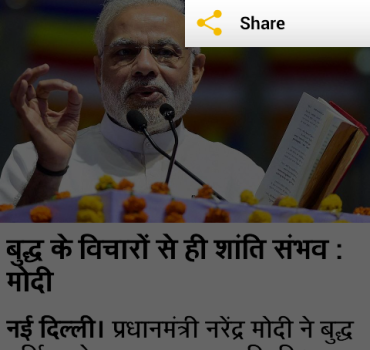 Share
बुद्ध के विचारों से ही शांति संभव :
मोदी
नई दिल्ली। प्रधानमंत्री नरेंद्र मोदी ने बुद्ध